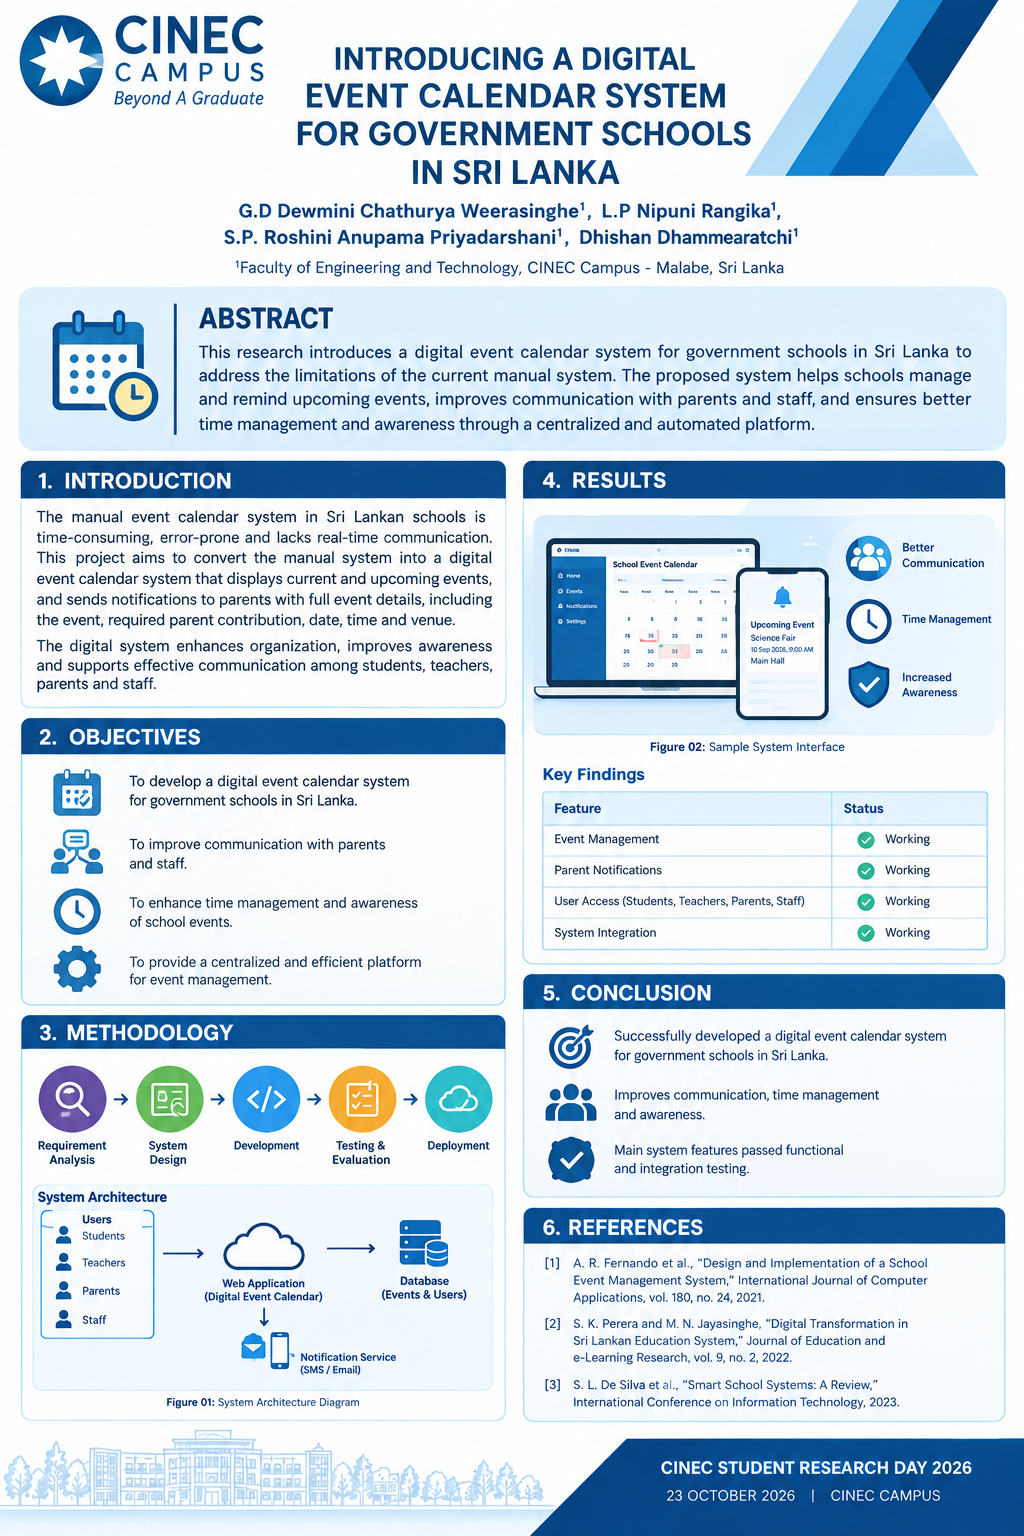 CINEC
CAMPUS
Beyond A Graduate
INTRODUCING A DIGITAL
EVENT CALENDAR SYSTEM
FOR GOVERNMENT SCHOOLS
IN SRI LANKA
G.D Dewmini Chathurya Weerasinghe¹, L.P Nipuni Rangika¹,
S.P. Roshini Anupama Priyadarshani¹, Dhishan Dhammearatchi¹
¹Faculty of Engineering and Technology, CINEC Campus - Malabe, Sri Lanka
ABSTRACT
This research introduces a digital event calendar system for government schools in Sri Lanka to
address the limitations of the current manual system. The proposed system helps schools manage
and remind upcoming events, improves communication with parents and staff, and ensures better
time management and awareness through a centralized and automated platform.
1. INTRODUCTION
The manual event calendar system in Sri Lankan schools is
time-consuming, error-prone and lacks real-time communication.
This project aims to convert the manual system into a digital
event calendar system that displays current and upcoming events,
and sends notifications to parents with full event details, including
the event, required parent contribution, date, time and venue.
The digital system enhances organization, improves awareness
and supports effective communication among students, teachers,
parents and staff.
2. OBJECTIVES
To develop a digital event calendar system
for government schools in Sri Lanka.
To improve communication with parents
and staff.
To enhance time management and awareness
of school events.
To provide a centralized and efficient platform
for event management.
3. METHODOLOGY
Requirement
Analysis
System
Design
Development
Testing &
Evaluation
Deployment
System Architecture
Users
Students
Teachers
Parents
Staff
Web Application
(Digital Event Calendar)
Database
(Events & Users)
Notification Service
(SMS / Email)
Figure 01: System Architecture Diagram
4. RESULTS
School Event Calendar
Home
Events
Notifications
Settings
Upcoming Event
Science Fair
10 Sep 2026, 9:00 AM
Main Hall
Better
Communication
Time Management
Increased
Awareness
Figure 02: Sample System Interface
Key Findings
Feature Status
Event Management Working
Parent Notifications Working
User Access (Students, Teachers, Parents, Staff) Working
System Integration Working
5. CONCLUSION
Successfully developed a digital event calendar system
for government schools in Sri Lanka.
Improves communication, time management
and awareness.
Main system features passed functional
and integration testing.
6. REFERENCES
[1] A. R. Fernando et al., “Design and Implementation of a School
Event Management System,” International Journal of Computer
Applications, vol. 180, no. 24, 2021.
[2] S. K. Perera and M. N. Jayasinghe, “Digital Transformation in
Sri Lankan Education System,” Journal of Education and
e-Learning Research, vol. 9, no. 2, 2022.
[3] S. L. De Silva et al., “Smart School Systems: A Review,”
International Conference on Information Technology, 2023.
CINEC STUDENT RESEARCH DAY 2026
23 OCTOBER 2026 | CINEC CAMPUS